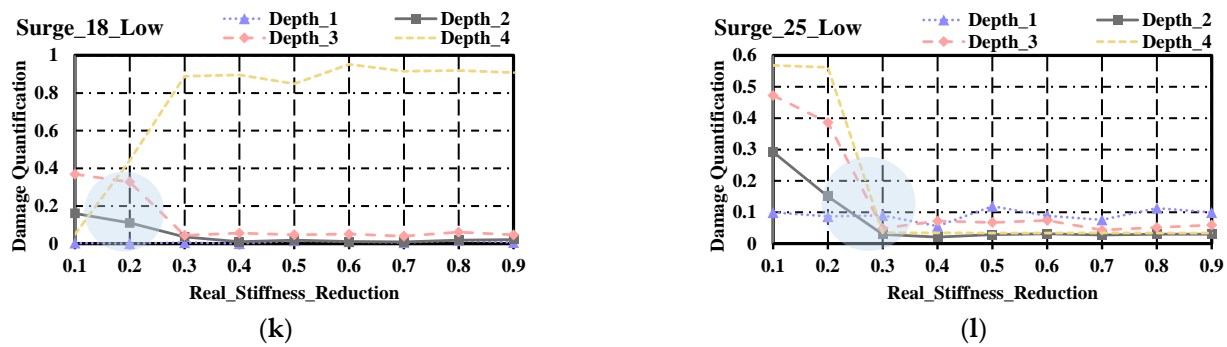 Surge_18_Low
Depth_1 Depth_2
Depth_3 Depth_4
Damage Quantification
1
0.8
0.6
0.4
0.2
0
0.1 0.2 0.3 0.4 0.5 0.6 0.7 0.8 0.9
Real_Stiffness_Reduction
(k)
Surge_25_Low
Depth_1 Depth_2
Depth_3 Depth_4
Damage Quantification
0.6
0.5
0.4
0.3
0.2
0.1
0
0.1 0.2 0.3 0.4 0.5 0.6 0.7 0.8 0.9
Real_Stiffness_Reduction
(l)